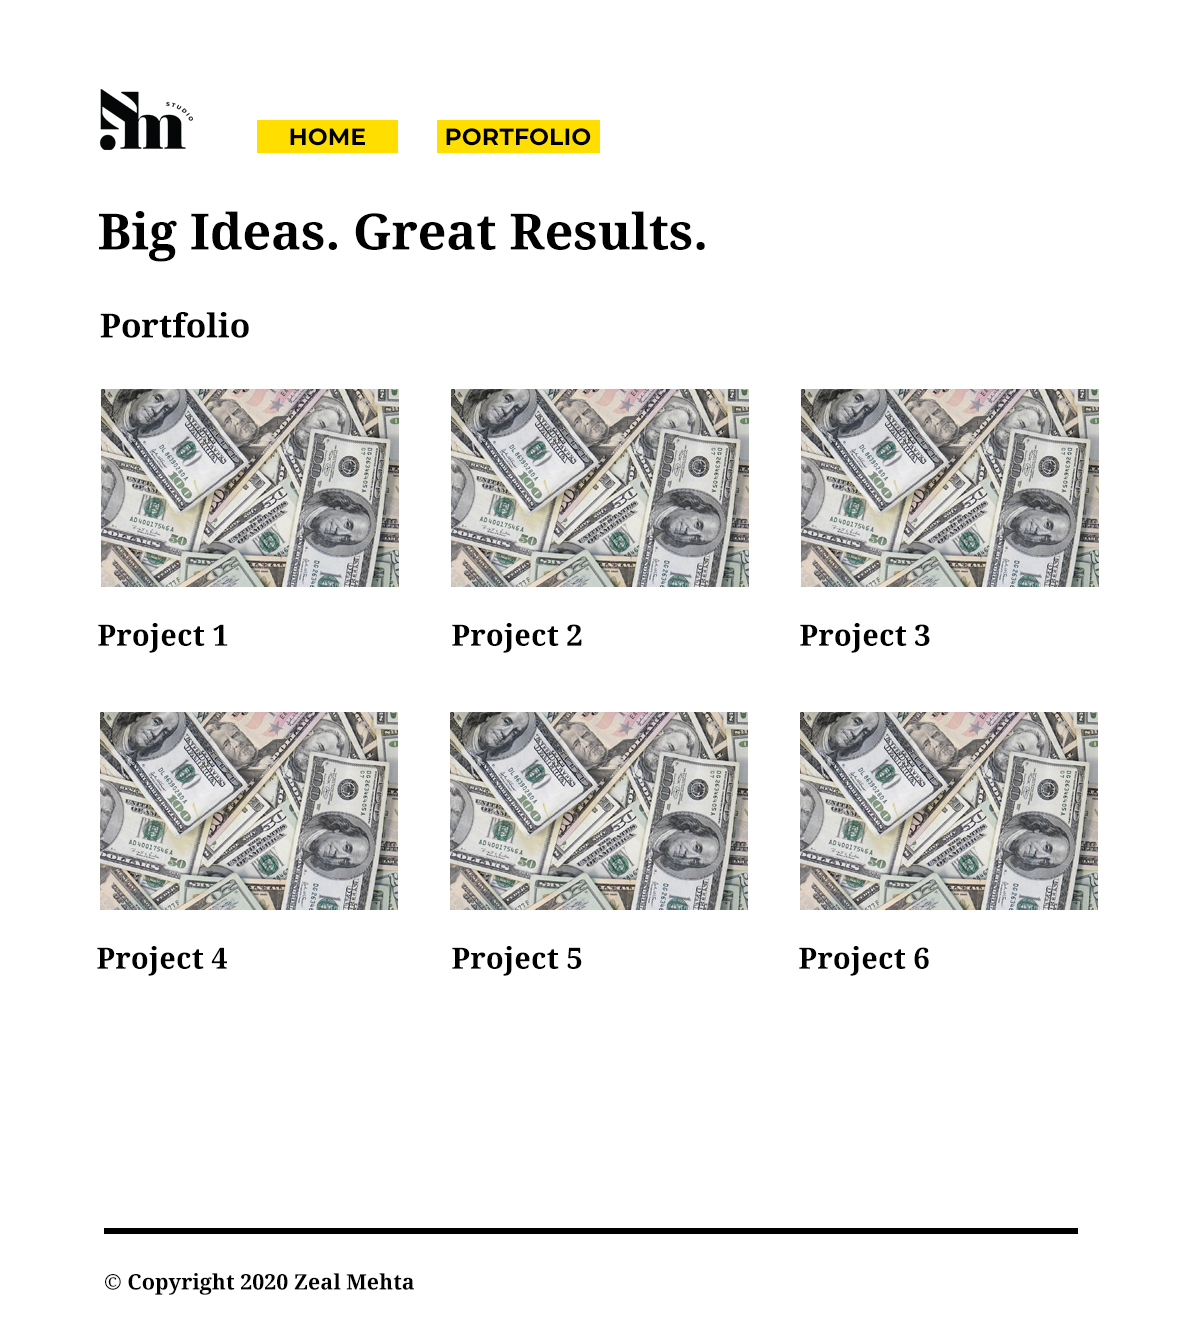 STUDIO
HOME PORTFOLIO
Big Ideas. Great Results.
Portfolio
Project 1 Project 2 Project 3
Project 4 Project 5 Project 6
© Copyright 2020 Zeal Mehta